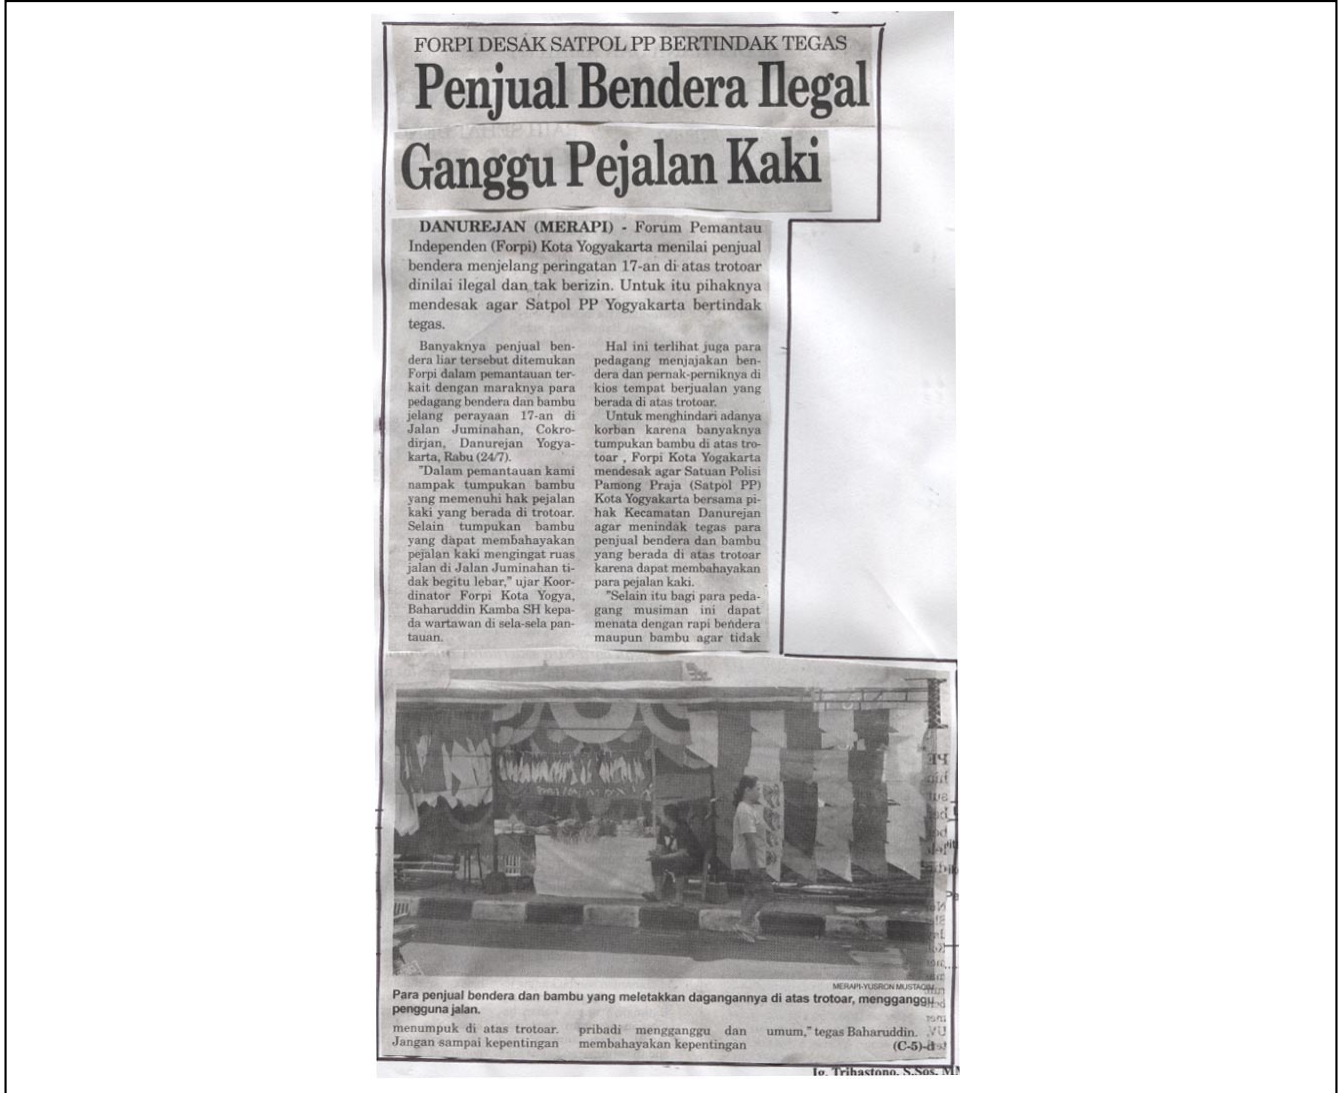 FORPI DESAK SATPOL PP BERTINDAK TEGAS
Penjual Bendera Ilegal
Ganggu Pejalan Kaki
DANUREJAN (MERAPI) - Forum Pemantau
Independen (Forpi) Kota Yogyakarta menilai penjual
bendera menjelang peringatan 17-an di atas trotoar
dinilai ilegal dan tak berizin. Untuk itu pihaknya
mendesak agar Satpol PP Yogyakarta bertindak
tegas.
Banyaknya penjual ben-
dera liar tersebut ditemukan
Forpi dalam pemantauan ter-
kait dengan maraknya para
pedagang bendera dan bambu
jelang perayaan 17-an di
Jalan Juminahan, Cokro-
dirjan, Danurejan Yogya-
karta, Rabu (24/7).
"Dalam pemantauan kami
nampak tumpukan bambu
yang memenuhi hak pejalan
kaki yang berada di trotoar.
Selain tumpukan bambu
yang dapat membahayakan
pejalan kaki mengingat ruas
jalan di Jalan Juminahan ti-
dak begitu lebar," ujar Koor-
dinator Forpi Kota Yogya,
Baharuddin Kamba SH kepa-
da wartawan di sela-sela pan-
tauan.
Hal ini terlihat juga para
pedagang menjajakan ben-
dera dan pernak-perniknya di
kios tempat berjualan yang
berada di atas trotoar.
Untuk menghindari adanya
korban karena banyaknya
tumpukan bambu di atas tro-
toar , Forpi Kota Yogakarta
mendesak agar Satuan Polisi
Pamong Praja (Satpol PP)
Kota Yogyakarta bersama pi-
hak Kecamatan Danurejan
agar menindak tegas para
penjual bendera dan bambu
yang berada di atas trotoar
karena dapat membahayakan
para pejalan kaki.
"Selain itu bagi para peda-
gang musiman ini dapat
menata dengan rapi bendera
maupun bambu agar tidak
MERAPI-YUSRON MUSTAQIM
Para penjual bendera dan bambu yang meletakkan dagangannya di atas trotoar, mengganggu
pengguna jalan.
menumpuk di atas trotoar.
Jangan sampai kepentingan
pribadi mengganggu dan
membahayakan kepentingan
umum," tegas Baharuddin.
(C-5)-d
Ig. Trihastono, S.Sos, MM